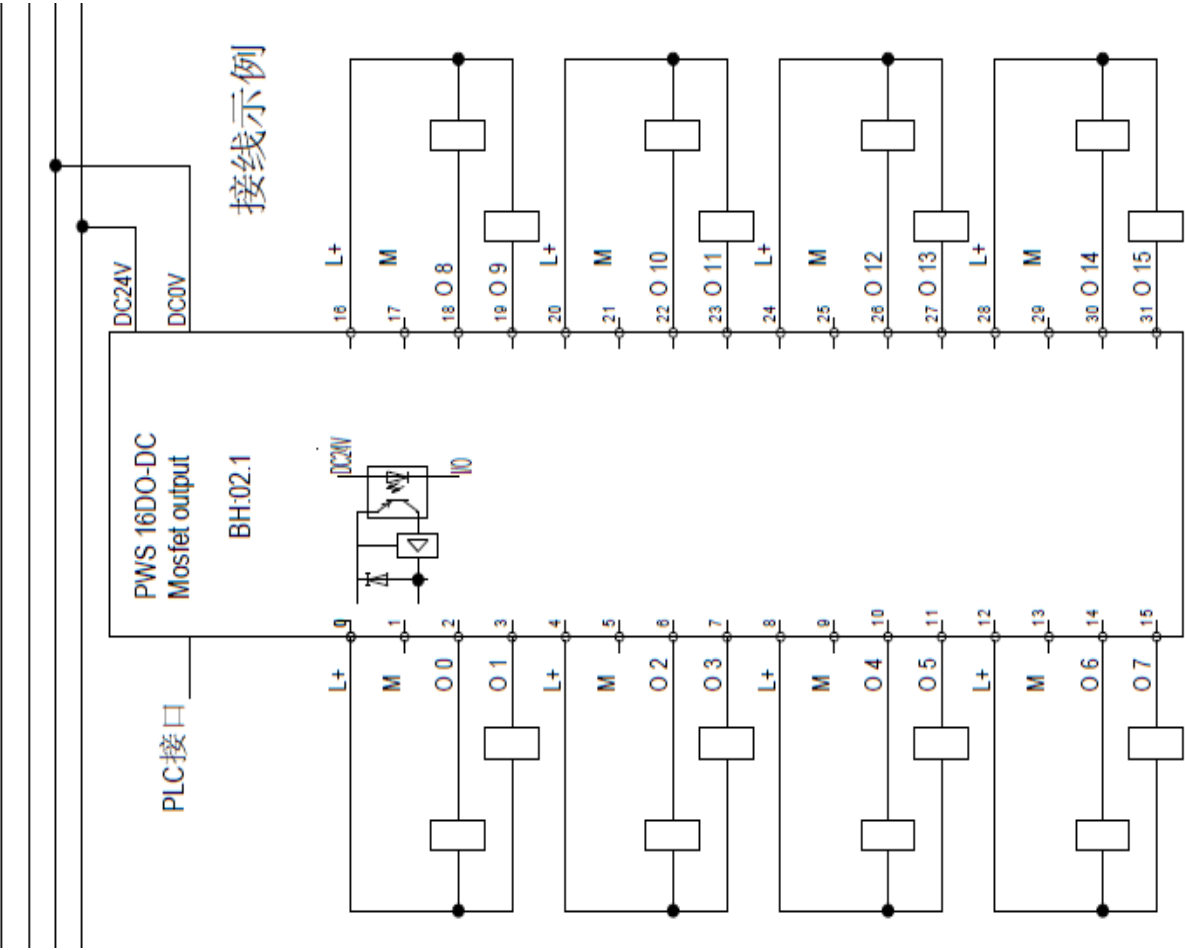 接线示例
DC24V
DC0V
L+
M
O 8
O 9
L+
M
O 10
O 11
L+
M
O 12
O 13
L+
M
O 14
O 15
16
17
18
19
20
21
22
23
24
25
26
27
28
29
30
31
PWS 16DO-DC
Mosfet output
BH:02.1
DC24V
I/O
0
1
2
3
4
5
6
7
8
9
10
11
12
13
14
15
L+
M
O 0
O 1
L+
M
O 2
O 3
L+
M
O 4
O 5
L+
M
O 6
O 7
PLC接口